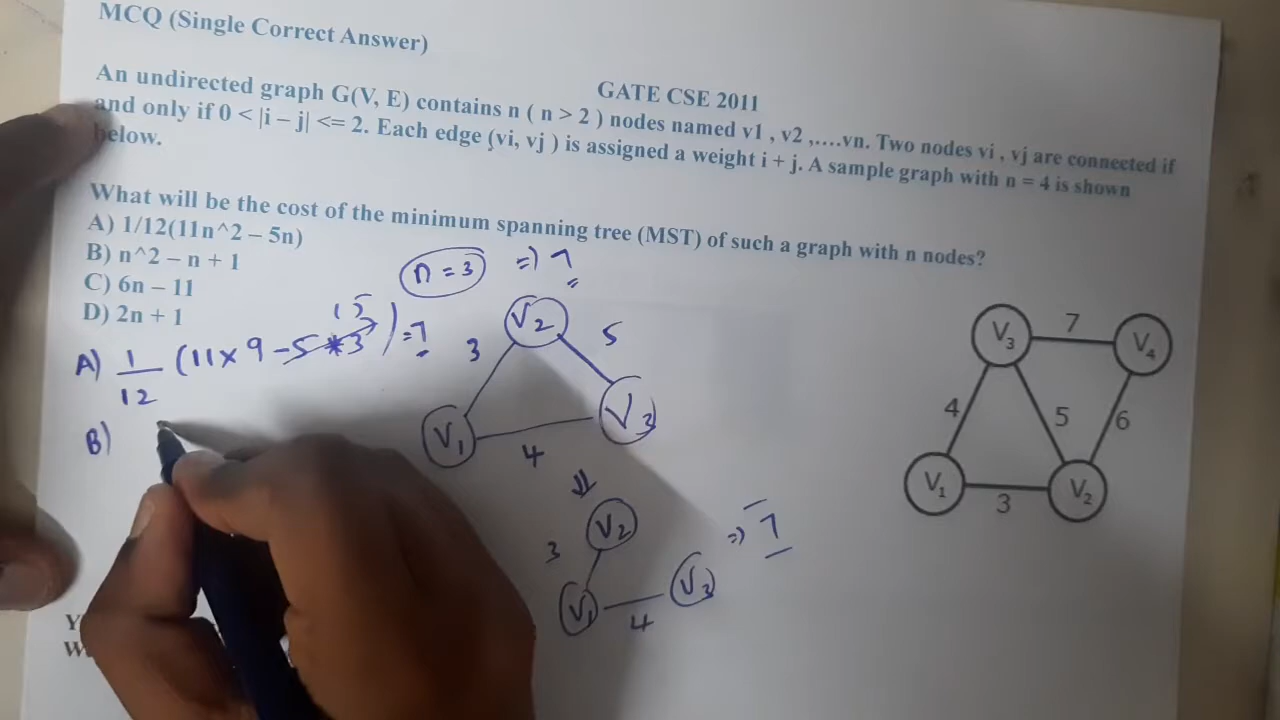 MCQ (Single Correct Answer)
GATE CSE 2011
An undirected graph G(V, E) contains n ( n > 2 ) nodes named v1 , v2 ,....vn. Two nodes vi , vj are connected if
and only if 0 < |i – j| <= 2. Each edge (vi, vj ) is assigned a weight i + j. A sample graph with n = 4 is shown
below.
What will be the cost of the minimum spanning tree (MST) of such a graph with n nodes?
A) 1/12(11n^2 – 5n)
B) n^2 – n + 1
C) 6n – 11
D) 2n + 1
n = 3 => 7
15
A) 1/12 (11 x 9 - 5 * 3) = 7
B)
V2
3
5
V1
V3
4
⇓
V2
3
V1
V3
4
=> 7
V3
7
V4
4
5
6
V1
3
V2
Y
W